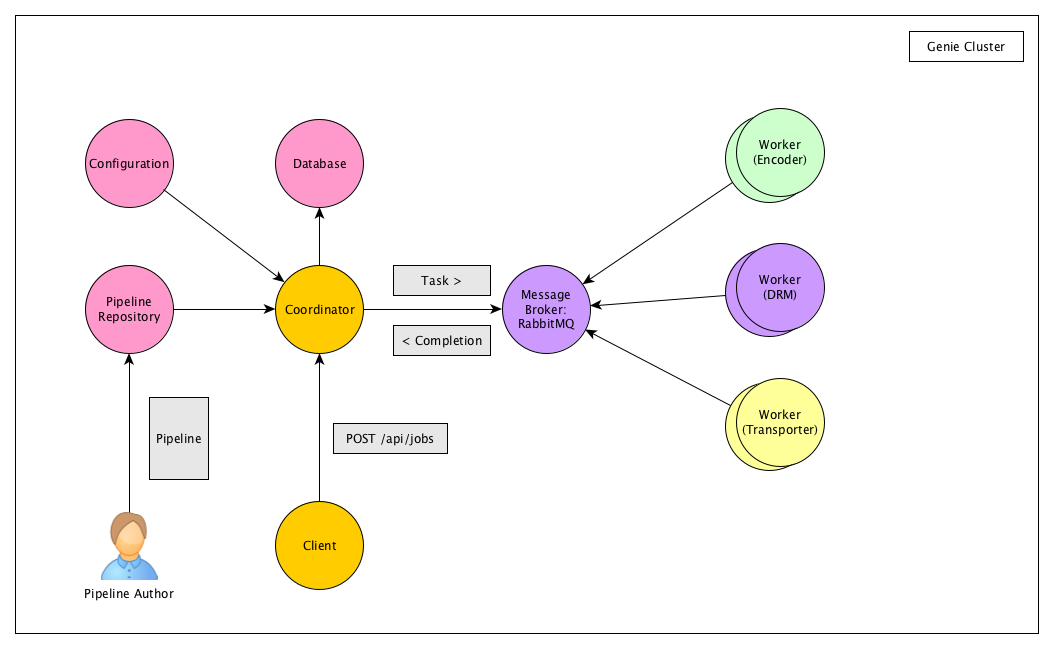 Genie Cluster
Configuration
Database
Worker
(Encoder)
Pipeline
Repository
Coordinator
Task >
< Completion
Message
Broker:
RabbitMQ
Worker
(DRM)
Pipeline
POST /api/jobs
Worker
(Transporter)
Client
Pipeline Author